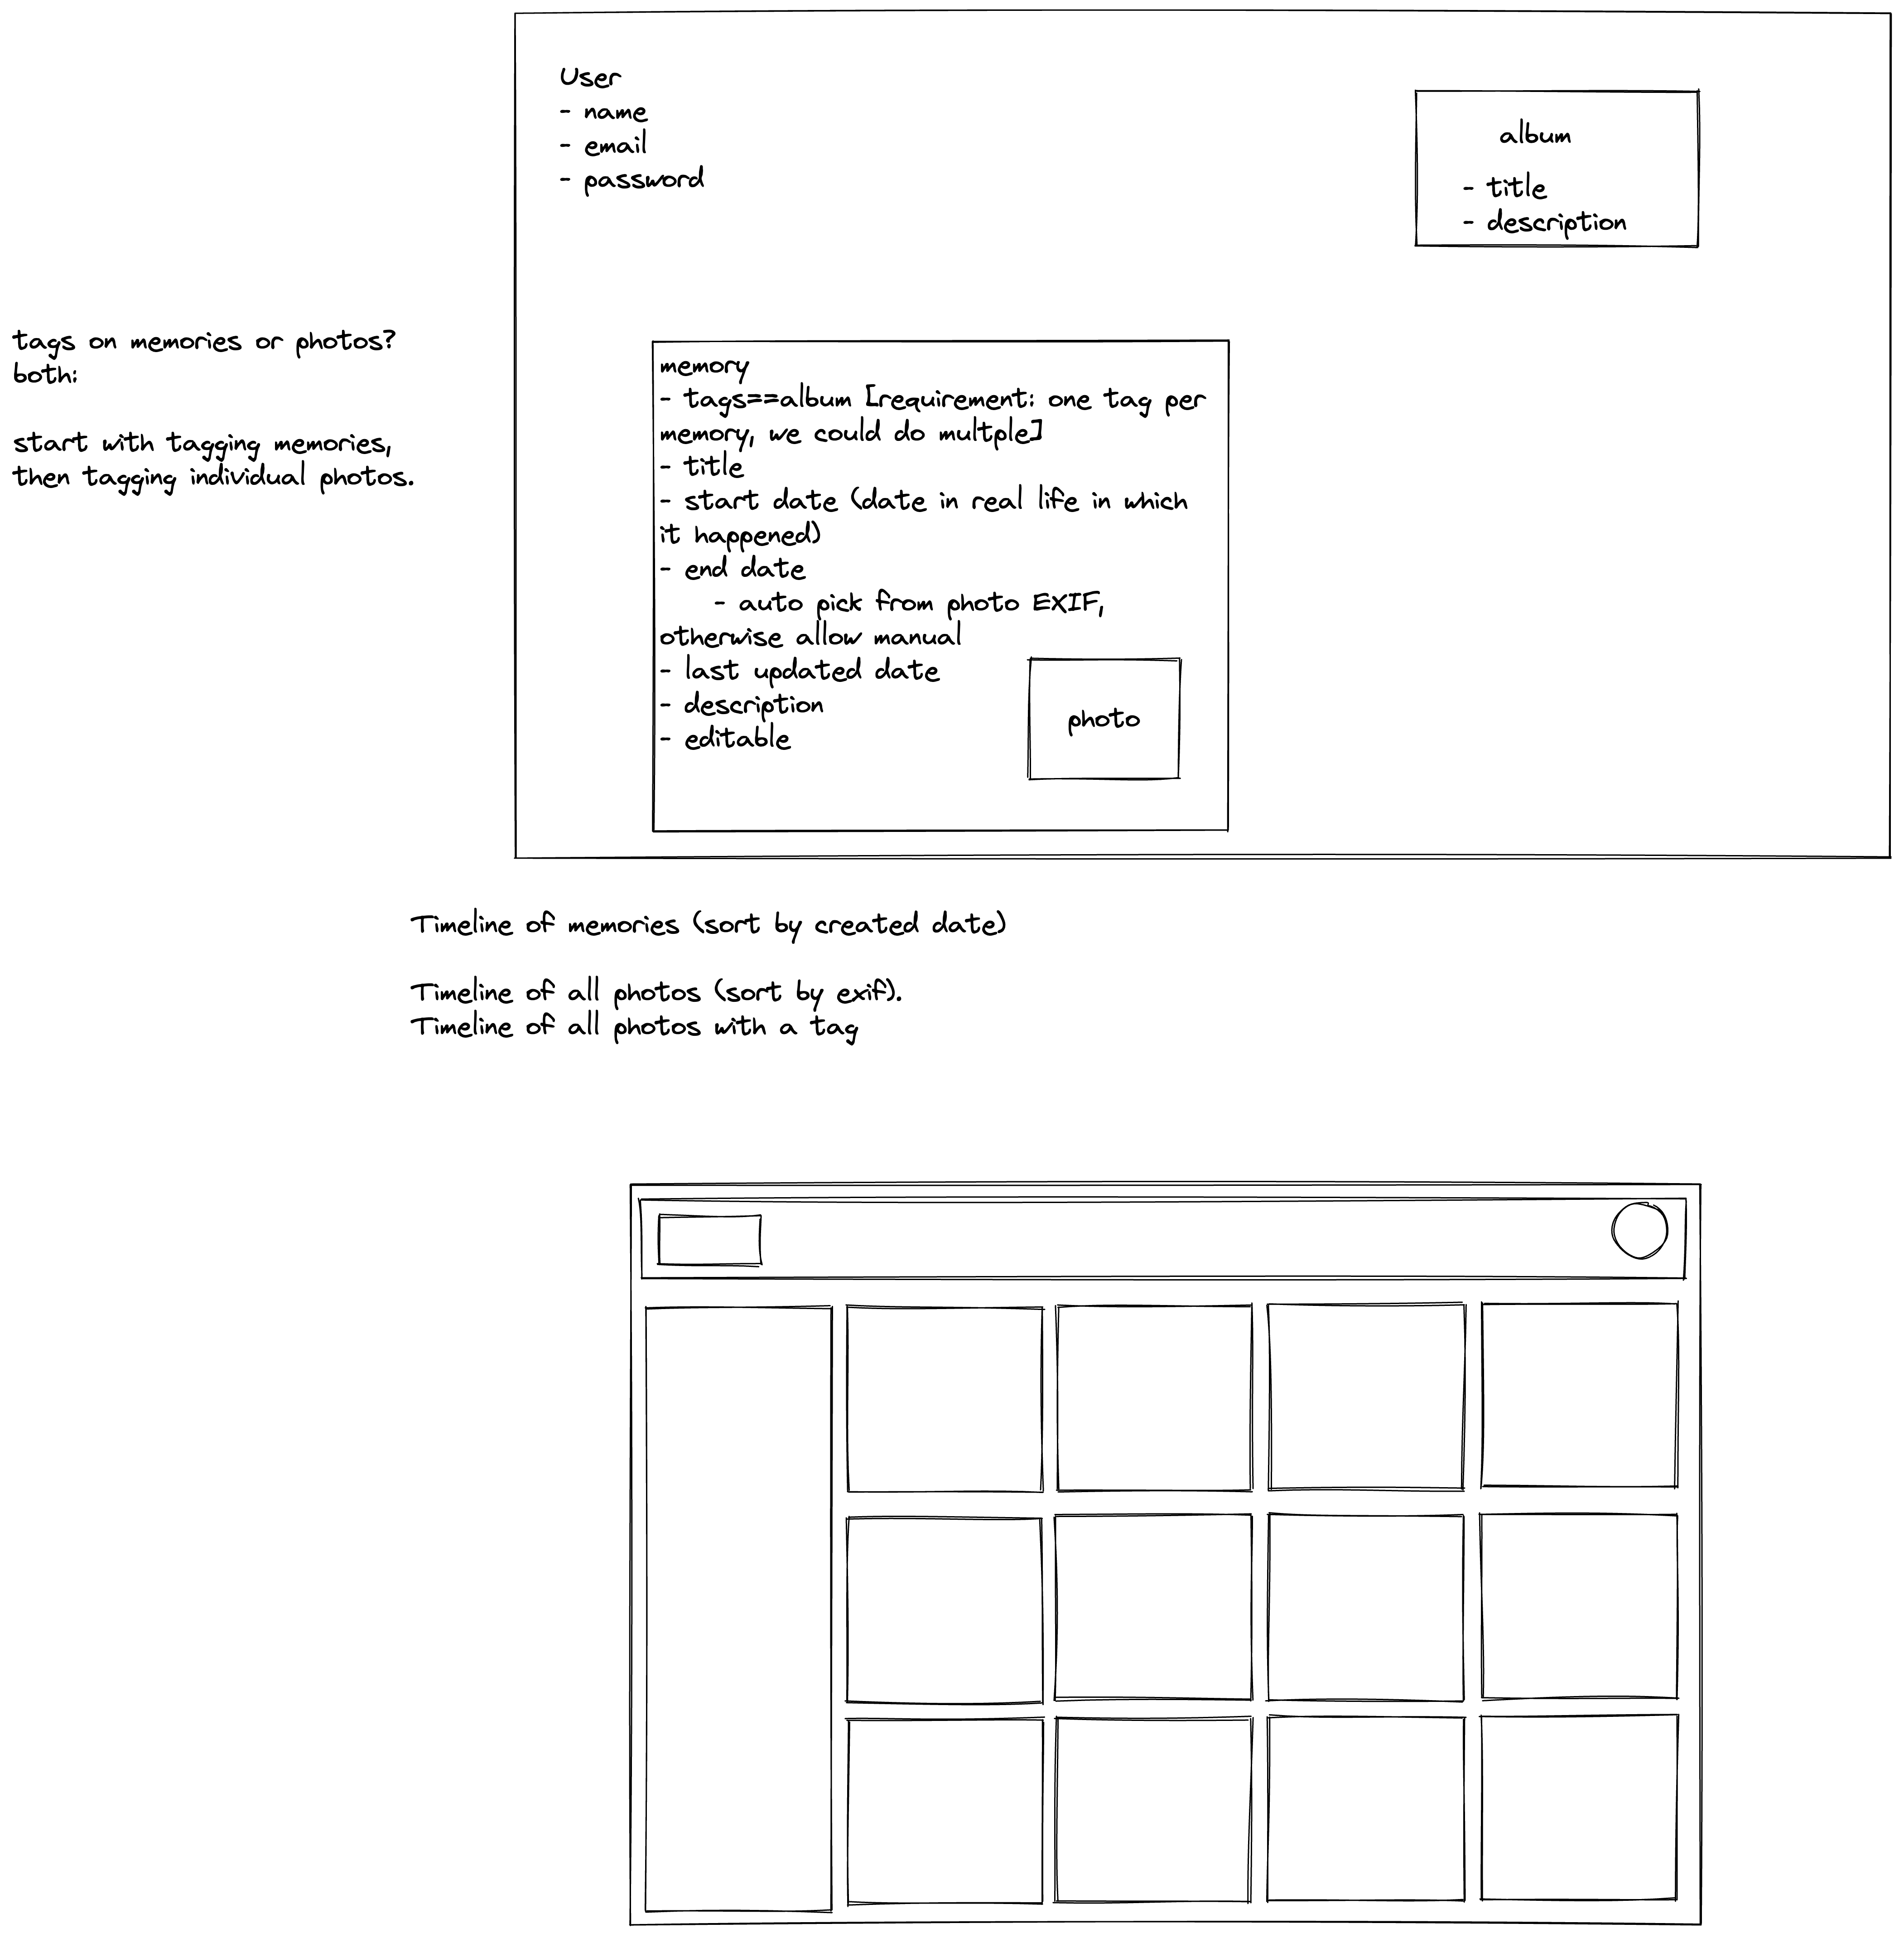 User
- name
- email
- password
album
- title
- description
tags on memories or photos?
both:
start with tagging memories,
then tagging individual photos.
memory
- tags==album [requirement: one tag per
memory, we could do multple]
- title
- start date (date in real life in which
it happened)
- end date
- auto pick from photo EXIF,
otherwise allow manual
- last updated date
- description
- editable
photo
Timeline of memories (sort by created date)
Timeline of all photos (sort by exif).
Timeline of all photos with a tag